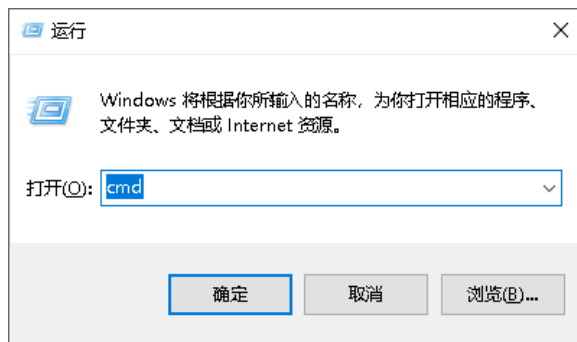 运行
Windows 将根据你所输入的名称，为你打开相应的程序、
文件夹、文档或 Internet 资源。
打开(O): cmd
确定 取消 浏览(B)...